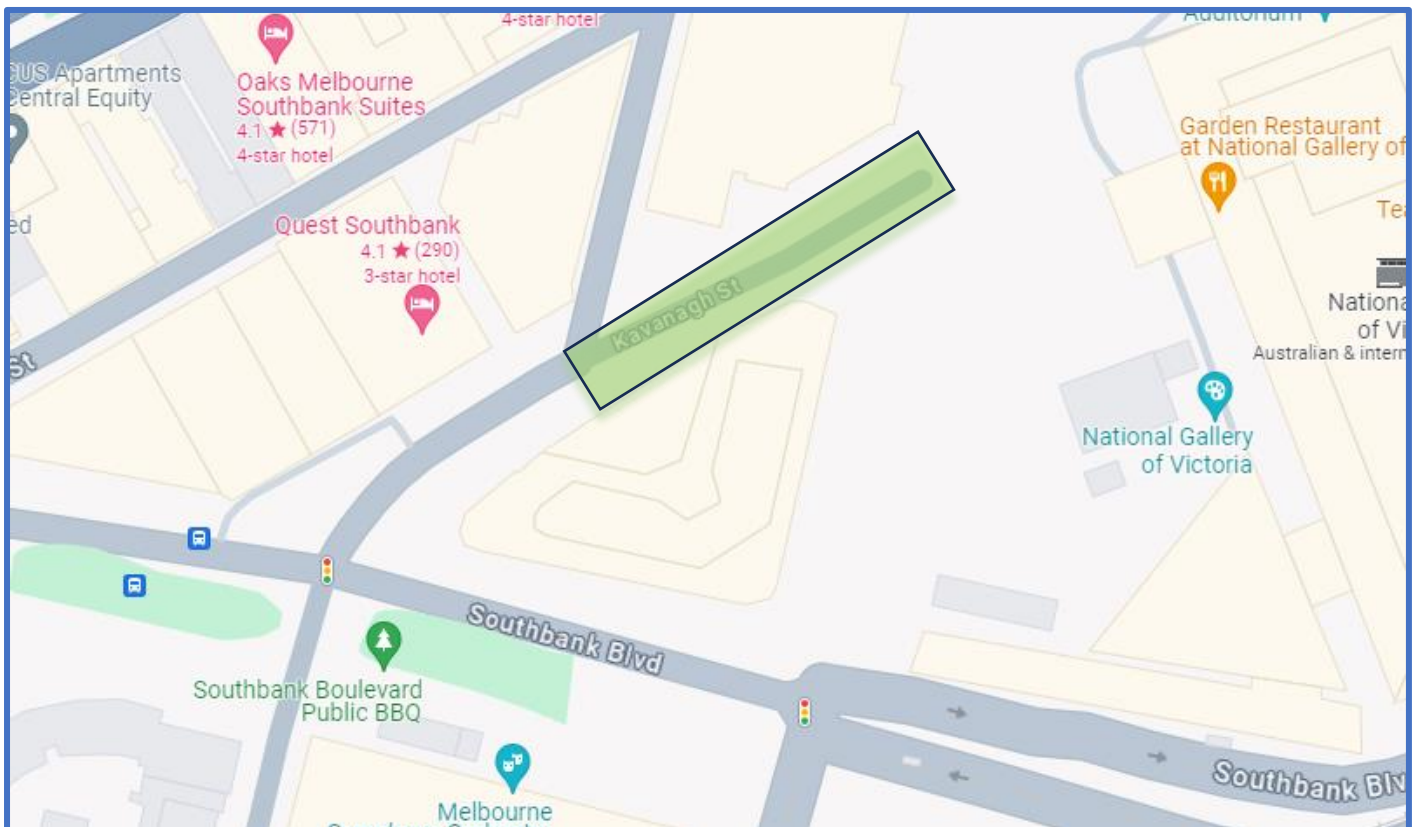 4-star hotel
Auditorium
CUS Apartments
Central Equity
Oaks Melbourne
Southbank Suites
4.1 ★ (571)
4-star hotel
Garden Restaurant
at National Gallery of
Quest Southbank
4.1 ★ (290)
3-star hotel
ed
Tea
Kavanagh St
Nationa
of Vi
Australian & intern
St
National Gallery
of Victoria
Southbank Blvd
Southbank Boulevard
Public BBQ
Southbank Blv
Melbourne